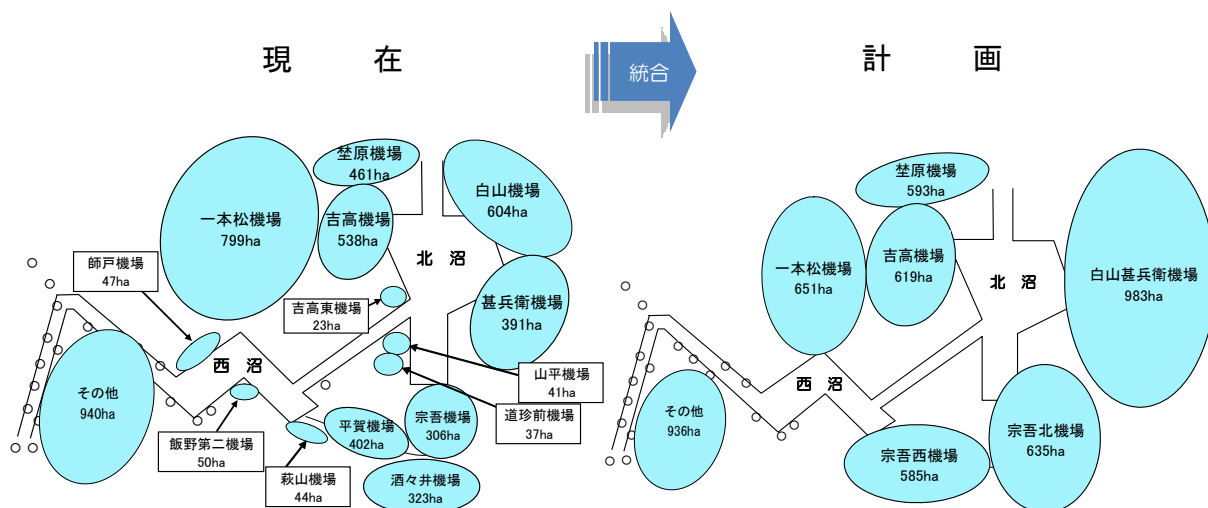 現 在
統合
計 画
埜原機場
461ha
白山機場
604ha
一本松機場
799ha
吉高機場
538ha
北 沼
師戸機場
47ha
吉高東機場
23ha
甚兵衛機場
391ha
西 沼
山平機場
41ha
その他
940ha
道珍前機場
37ha
飯野第二機場
50ha
平賀機場
402ha
宗吾機場
306ha
萩山機場
44ha
酒々井機場
323ha
埜原機場
593ha
一本松機場
651ha
吉高機場
619ha
北 沼
白山甚兵衛機場
983ha
西 沼
その他
936ha
宗吾西機場
585ha
宗吾北機場
635ha